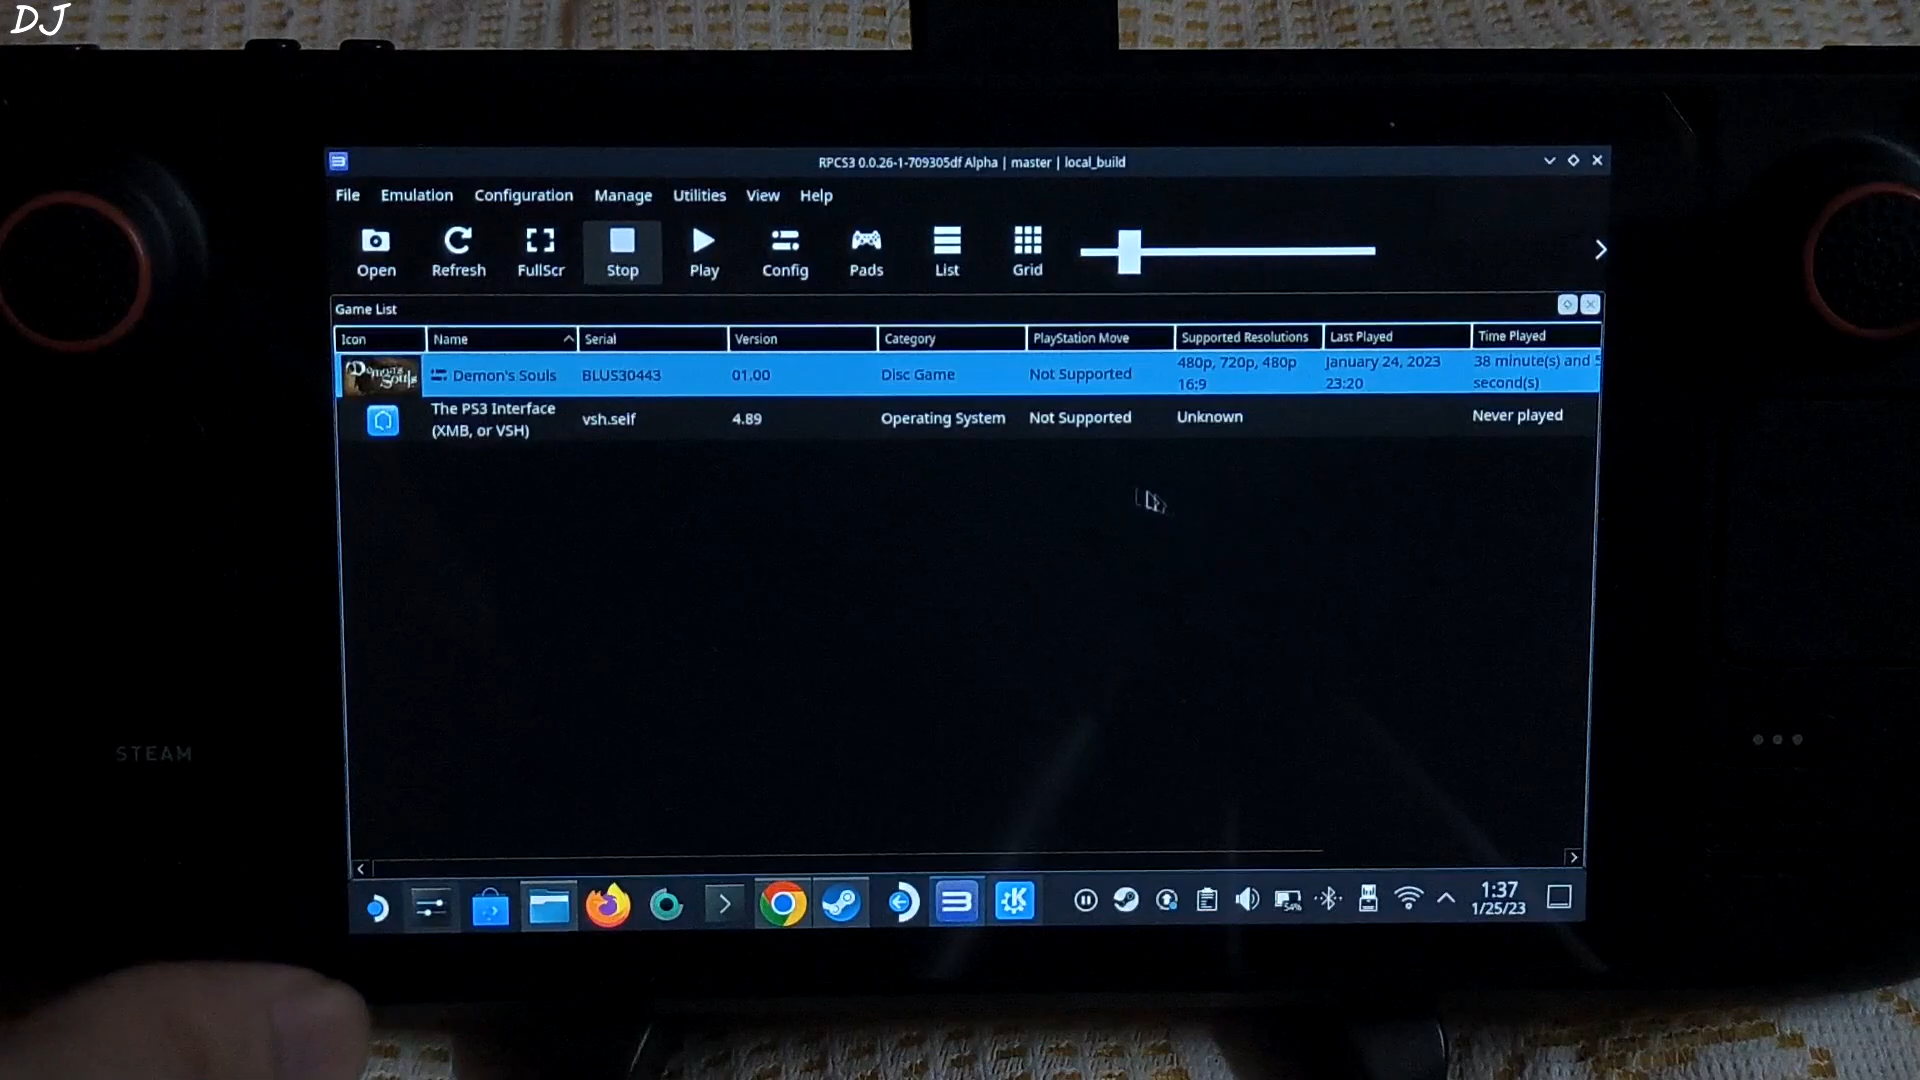 DJ
RPCS3 0.0.26-1-709305df Alpha | master | local_build
File Emulation Configuration Manage Utilities View Help
Open Refresh FullScr Stop Play Config Pads List Grid
Game List
Icon Name Serial Version Category PlayStation Move Supported Resolutions Last Played Time Played
Demon's Souls Demon's Souls BLUS30443 01.00 Disc Game Not Supported 480p, 720p, 480p January 24, 2023 38 minute(s) and 5
16:9 23:20 second(s)
The PS3 Interface vsh.self 4.89 Operating System Not Supported Unknown Never played
(XMB, or VSH)
STEAM
54%
1:37
1/25/23